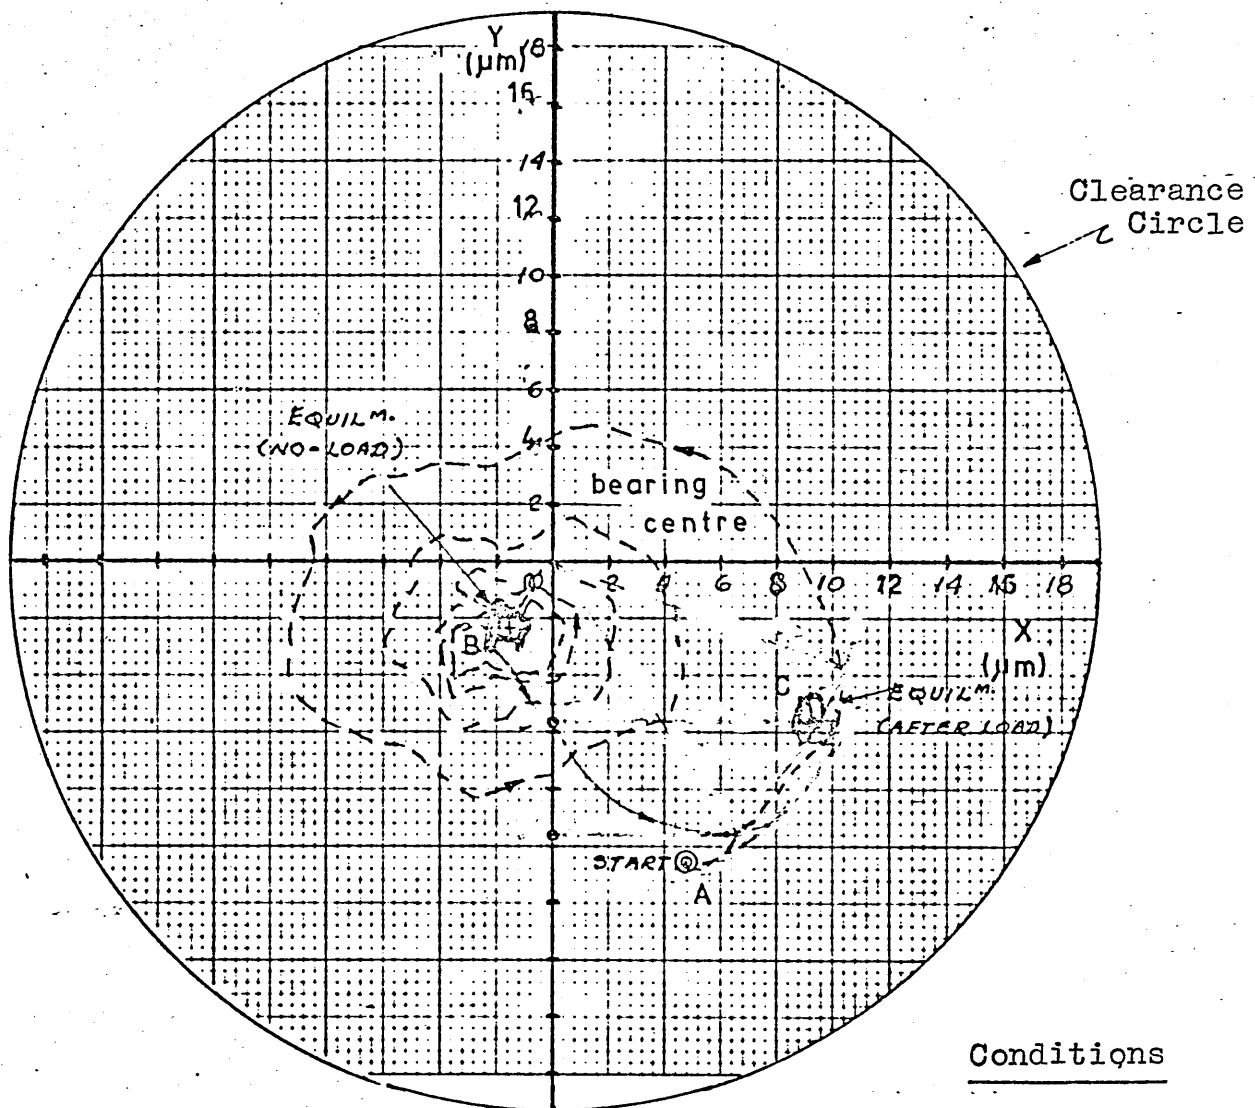 Y
(μm)
18
16
14
12
10
8
6
4
2
Clearance
Circle
EQUILM.
(NO-LOAD)
bearing
centre
2 4 6 8 10 12 14 16 18
X
(μm)
B
C
EQUILM.
(AFTER LOAD)
START
A
Conditions